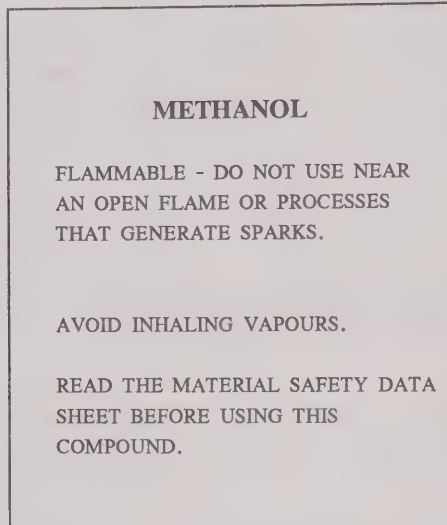 METHANOL
FLAMMABLE - DO NOT USE NEAR
AN OPEN FLAME OR PROCESSES
THAT GENERATE SPARKS.
AVOID INHALING VAPOURS.
READ THE MATERIAL SAFETY DATA
SHEET BEFORE USING THIS
COMPOUND.